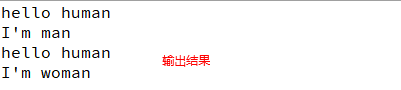 hello human
I'm man
hello human
I'm woman
输出结果